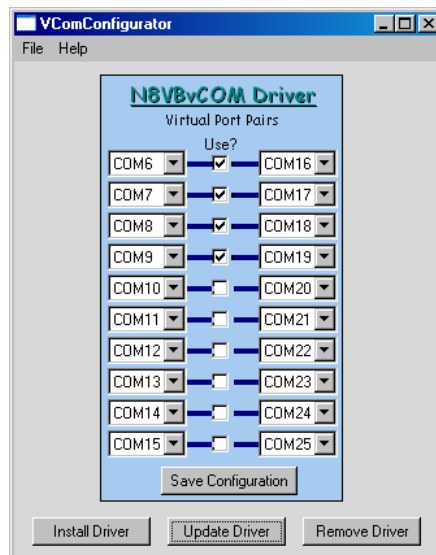 VComConfigurator
File Help
N8VBvCOM Driver
Virtual Port Pairs
Use?
COM6 COM16
COM7 COM17
COM8 COM18
COM9 COM19
COM10 COM20
COM11 COM21
COM12 COM22
COM13 COM23
COM14 COM24
COM15 COM25
Save Configuration
Install Driver Update Driver Remove Driver